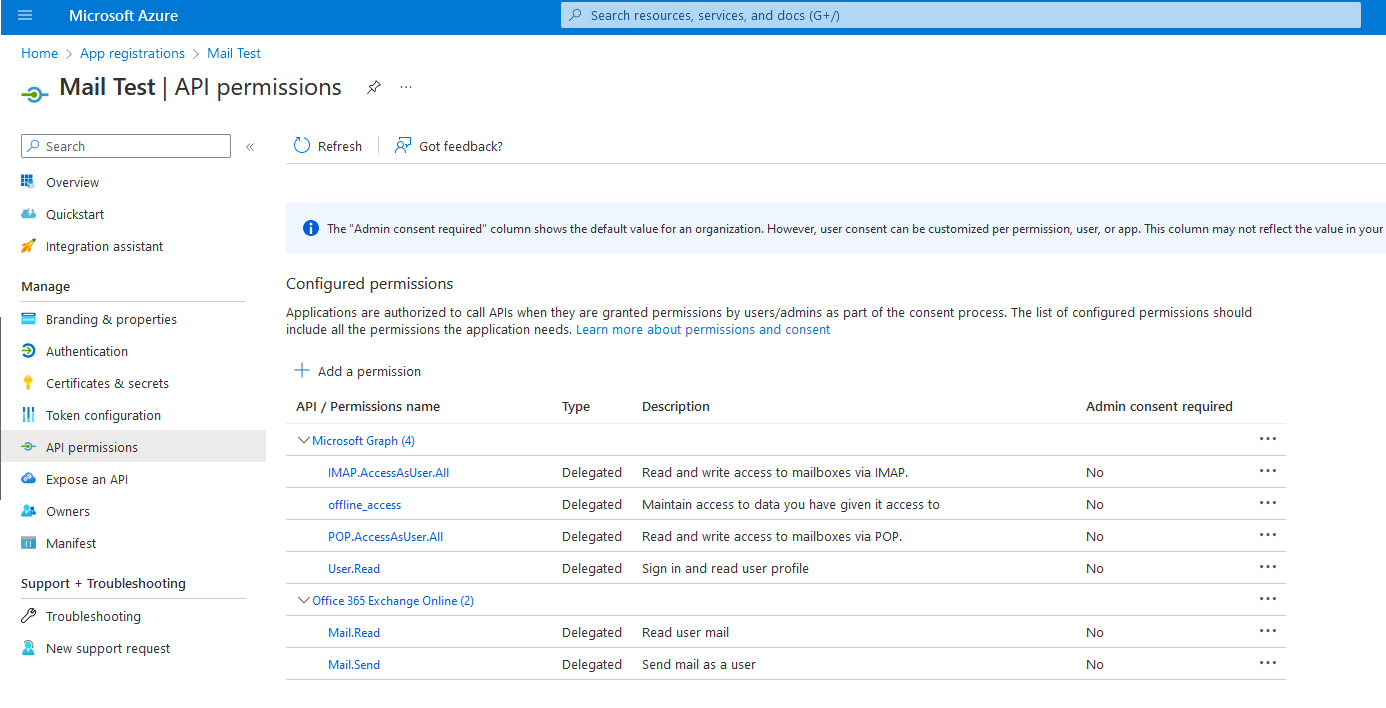 Microsoft Azure
Search resources, services, and docs (G+/)
Home > App registrations > Mail Test
Mail Test | API permissions
...
Search
«
Refresh
Got feedback?
Overview
Quickstart
Integration assistant
Manage
Branding & properties
Authentication
Certificates & secrets
Token configuration
API permissions
Expose an API
Owners
Manifest
Support + Troubleshooting
Troubleshooting
New support request
The "Admin consent required" column shows the default value for an organization. However, user consent can be customized per permission, user, or app. This column may not reflect the value in your
Configured permissions
Applications are authorized to call APIs when they are granted permissions by users/admins as part of the consent process. The list of configured permissions should
include all the permissions the application needs. Learn more about permissions and consent
Add a permission
API / Permissions name Type Description Admin consent required
Microsoft Graph (4) ...
IMAP.AccessAsUser.All Delegated Read and write access to mailboxes via IMAP. No ...
offline_access Delegated Maintain access to data you have given it access to No ...
POP.AccessAsUser.All Delegated Read and write access to mailboxes via POP. No ...
User.Read Delegated Sign in and read user profile No ...
Office 365 Exchange Online (2) ...
Mail.Read Delegated Read user mail No ...
Mail.Send Delegated Send mail as a user No ...